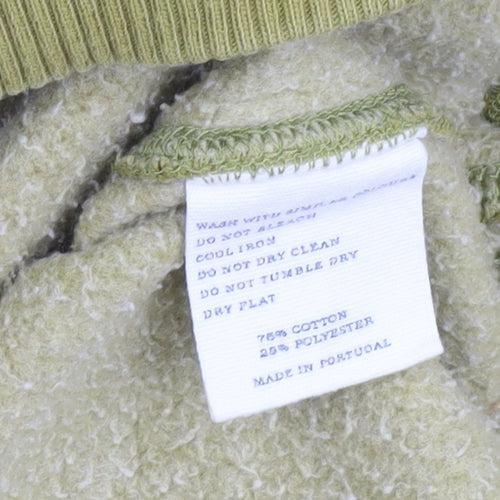 WASH WITH SIMILAR COLOURS
DO NOT BLEACH
COOL IRON
DO NOT DRY CLEAN
DO NOT TUMBLE DRY
DRY FLAT
75% COTTON
25% POLYESTER
MADE IN PORTUGAL